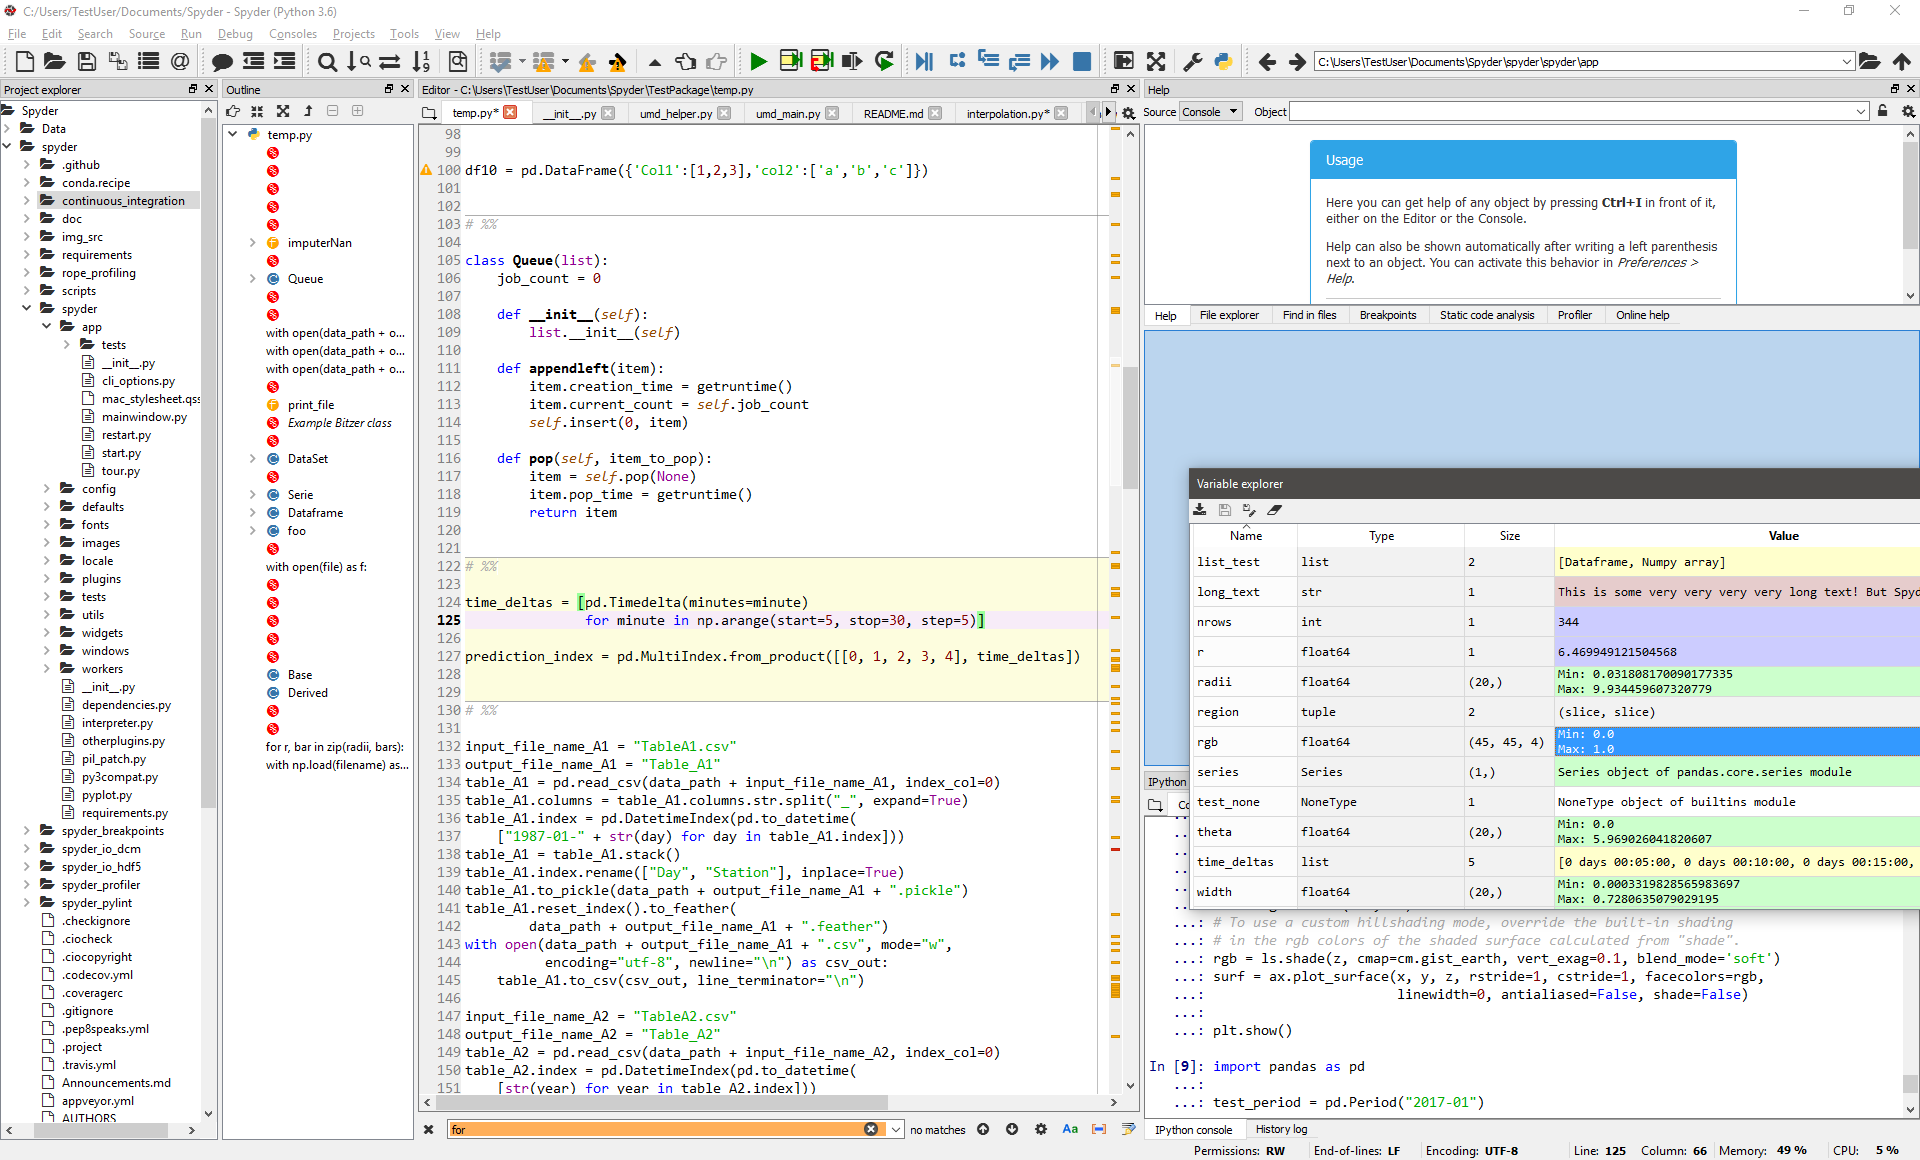 C:/Users/TestUser/Documents/Spyder - Spyder (Python 3.6)
File Edit Search Source Run Debug Consoles Projects Tools View Help
C:\Users\TestUser\Documents\Spyder\spyder\spyder\app
Project explorer
Spyder
Data
spyder
.github
conda.recipe
continuous_integration
doc
img_src
requirements
rope_profiling
scripts
spyder
app
tests
__init__.py
cli_options.py
mac_stylesheet.qss
mainwindow.py
restart.py
start.py
tour.py
config
defaults
fonts
images
locale
plugins
tests
utils
widgets
windows
workers
__init__.py
dependencies.py
interpreter.py
otherplugins.py
pil_patch.py
py3compat.py
pyplot.py
requirements.py
spyder_breakpoints
spyder_io_dcm
spyder_io_hdf5
spyder_profiler
spyder_pylint
.checkignore
.ciocheck
.ciocopyright
.codecov.yml
.coveragerc
.gitignore
.pep8speaks.yml
.project
.travis.yml
Announcements.md
appveyor.yml
AUTHORS
Outline
temp.py
imputerNan
Queue
with open(data_path + o...
with open(data_path + o...
with open(data_path + o...
print_file
Example Bitzer class
DataSet
Serie
Dataframe
foo
with open(file) as f:
Base
Derived
for r, bar in zip(radii, bars):
with np.load(filename) as...
Editor - C:\Users\TestUser\Documents\Spyder\TestPackage\temp.py
temp.py* __init__.py umd_helper.py umd_main.py README.md interpolation.py*
98
99
100 df10 = pd.DataFrame({'Col1':[1,2,3],'col2':['a','b','c']})
101
102
103 # %%
104
105 class Queue(list):
106 job_count = 0
107
108 def __init__(self):
109 list.__init__(self)
110
111 def appendleft(item):
112 item.creation_time = getruntime()
113 item.current_count = self.job_count
114 self.insert(0, item)
115
116 def pop(self, item_to_pop):
117 item = self.pop(None)
118 item.pop_time = getruntime()
119 return item
120
121
122 # %%
123
124 time_deltas = [pd.Timedelta(minutes=minute)
125 for minute in np.arange(start=5, stop=30, step=5)]
126
127 prediction_index = pd.MultiIndex.from_product([[0, 1, 2, 3, 4], time_deltas])
128
129
130 # %%
131
132 input_file_name_A1 = "TableA1.csv"
133 output_file_name_A1 = "Table_A1"
134 table_A1 = pd.read_csv(data_path + input_file_name_A1, index_col=0)
135 table_A1.columns = table_A1.columns.str.split("_", expand=True)
136 table_A1.index = pd.DatetimeIndex(pd.to_datetime(
137 ["1987-01-" + str(day) for day in table_A1.index]))
138 table_A1 = table_A1.stack()
139 table_A1.index.rename(["Day", "Station"], inplace=True)
140 table_A1.to_pickle(data_path + output_file_name_A1 + ".pickle")
141 table_A1.reset_index().to_feather(
142 data_path + output_file_name_A1 + ".feather")
143 with open(data_path + output_file_name_A1 + ".csv", mode="w",
144 encoding="utf-8", newline="\n") as csv_out:
145 table_A1.to_csv(csv_out, line_terminator="\n")
146
147 input_file_name_A2 = "TableA2.csv"
148 output_file_name_A2 = "Table_A2"
149 table_A2 = pd.read_csv(data_path + input_file_name_A2, index_col=0)
150 table_A2.index = pd.DatetimeIndex(pd.to_datetime(
151 [str(year) for year in table_A2.index]))
for no matches Aa
Help
Source Console Object
Usage
Here you can get help of any object by pressing Ctrl+I in front of it,
either on the Editor or the Console.
Help can also be shown automatically after writing a left parenthesis
next to an object. You can activate this behavior in Preferences >
Help.
Help File explorer Find in files Breakpoints Static code analysis Profiler Online help
Variable explorer
Name Type Size Value
list_test list 2 [Dataframe, Numpy array]
long_text str 1 This is some very very very very long text! But Spyd
nrows int 1 344
r float64 1 6.469949121504568
radii float64 (20,) Min: 0.031808170090177335
Max: 9.934459607320779
region tuple 2 (slice, slice)
rgb float64 (45, 45, 4) Min: 0.0
Max: 1.0
series Series (1,) Series object of pandas.core.series module
test_none NoneType 1 NoneType object of builtins module
theta float64 (20,) Min: 0.0
Max: 5.969026041820607
time_deltas list 5 [0 days 00:05:00, 0 days 00:10:00, 0 days 00:15:00,
width float64 (20,) Min: 0.0003319828565983697
Max: 0.7280635079029195
IPython
Co
...: # To use a custom hillshading mode, override the built-in shading
...: # in the rgb colors of the shaded surface calculated from "shade".
...: rgb = ls.shade(z, cmap=cm.gist_earth, vert_exag=0.1, blend_mode='soft')
...: surf = ax.plot_surface(x, y, z, rstride=1, cstride=1, facecolors=rgb,
...: linewidth=0, antialiased=False, shade=False)
...:
...: plt.show()
In [9]: import pandas as pd
...:
...: test_period = pd.Period("2017-01")
IPython console History log
Permissions: RW End-of-lines: LF Encoding: UTF-8 Line: 125 Column: 66 Memory: 49 % CPU: 5 %